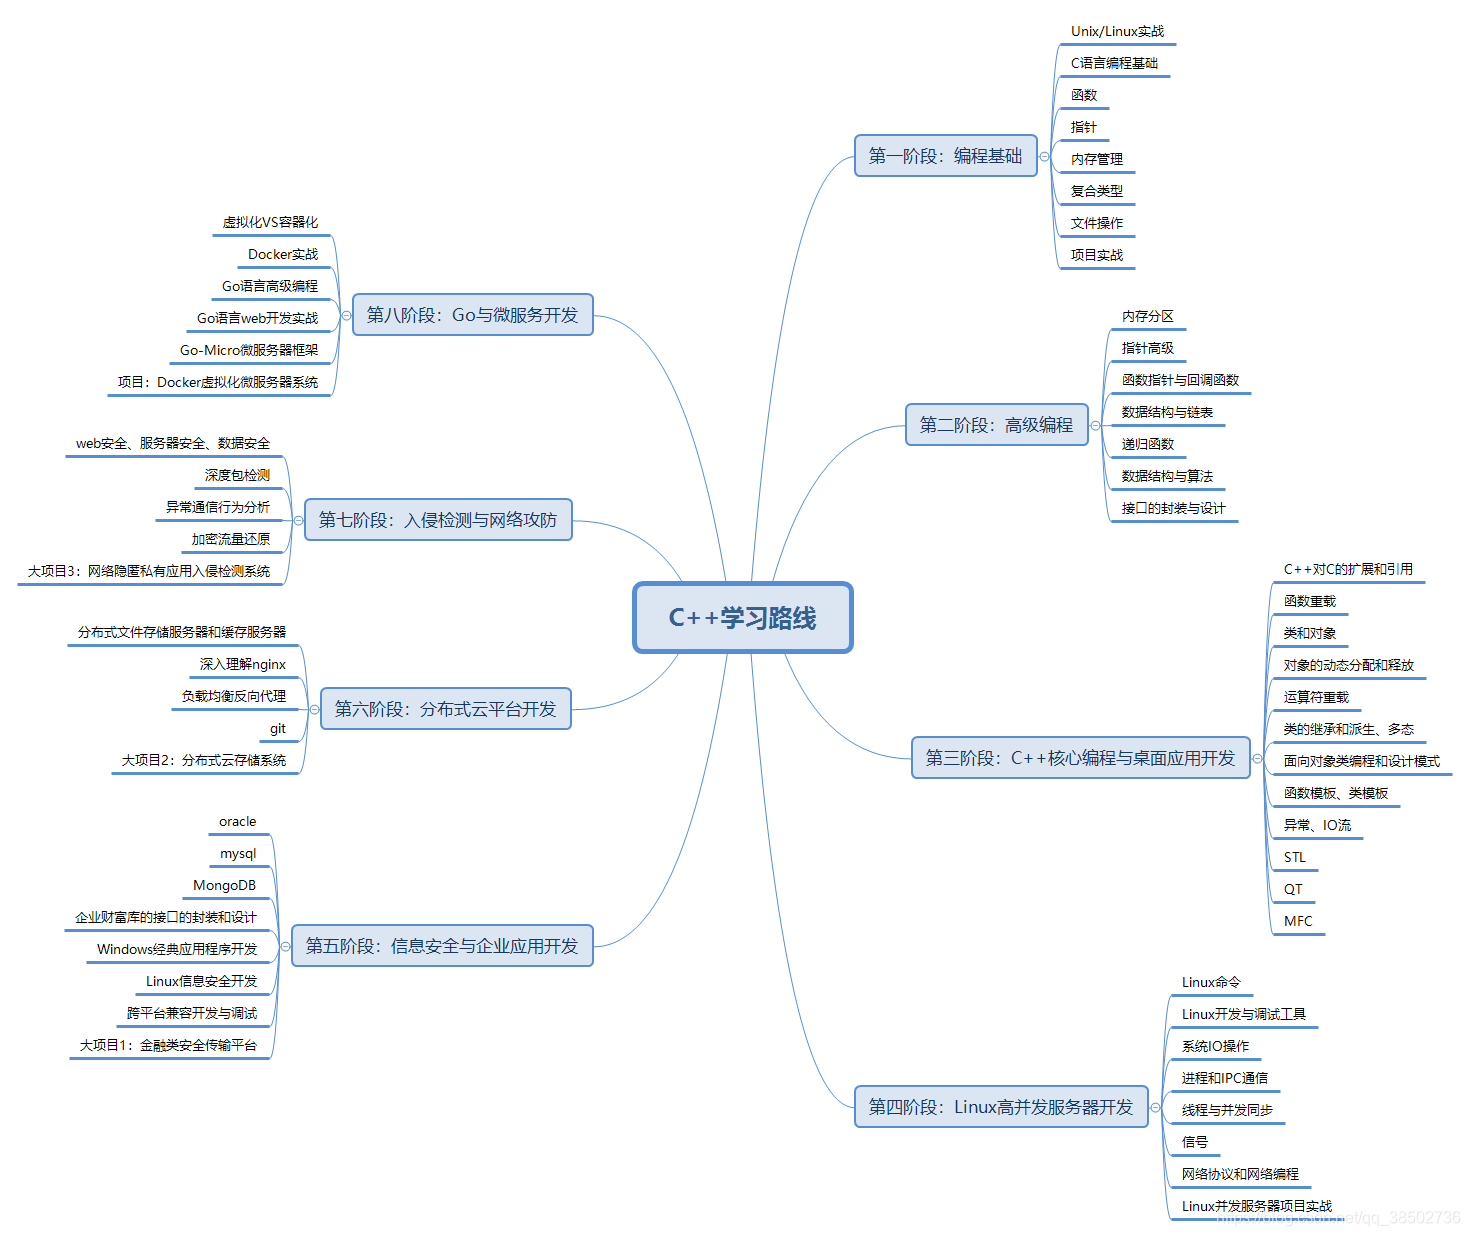 C++学习路线
第一阶段：编程基础
Unix/Linux实战
C语言编程基础
函数
指针
内存管理
复合类型
文件操作
项目实战
第二阶段：高级编程
内存分区
指针高级
函数指针与回调函数
数据结构与链表
递归函数
数据结构与算法
接口的封装与设计
第三阶段：C++核心编程与桌面应用开发
C++对C的扩展和引用
函数重载
类和对象
对象的动态分配和释放
运算符重载
类的继承和派生、多态
面向对象类编程和设计模式
函数模板、类模板
异常、IO流
STL
QT
MFC
第四阶段：Linux高并发服务器开发
Linux命令
Linux开发与调试工具
系统IO操作
进程和IPC通信
线程与并发同步
信号
网络协议和网络编程
Linux并发服务器项目实战
第五阶段：信息安全与企业应用开发
oracle
mysql
MongoDB
企业财富库的接口的封装和设计
Windows经典应用程序开发
Linux信息安全开发
跨平台兼容开发与调试
大项目1：金融类安全传输平台
第六阶段：分布式云平台开发
分布式文件存储服务器和缓存服务器
深入理解nginx
负载均衡反向代理
git
大项目2：分布式云存储系统
第七阶段：入侵检测与网络攻防
web安全、服务器安全、数据安全
深度包检测
异常通信行为分析
加密流量还原
大项目3：网络隐匿私有应用入侵检测系统
第八阶段：Go与微服务开发
虚拟化VS容器化
Docker实战
Go语言高级编程
Go语言web开发实战
Go-Micro微服务器框架
项目：Docker虚拟化微服务器系统
https://blog.csdn.net/qq_38502736